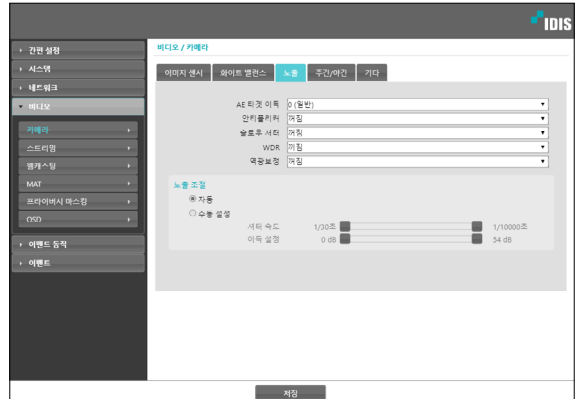 IDIS
간편 설정
시스템
네트워크
비디오
카메라
스트리밍
웹캐스팅
MAT
프라이버시 마스킹
OSD
이벤트 동작
이벤트
비디오 / 카메라
이미지 센서 화이트 밸런스 노출 주간/야간 기타
AE 타겟 이득 0 (일반)
안티플리커 꺼짐
슬로우 셔터 꺼짐
WDR 꺼짐
역광보정 꺼짐
노출 조절
자동
수동 설정
셔터 속도 1/30초 1/10000초
이득 설정 0 dB 54 dB
저장